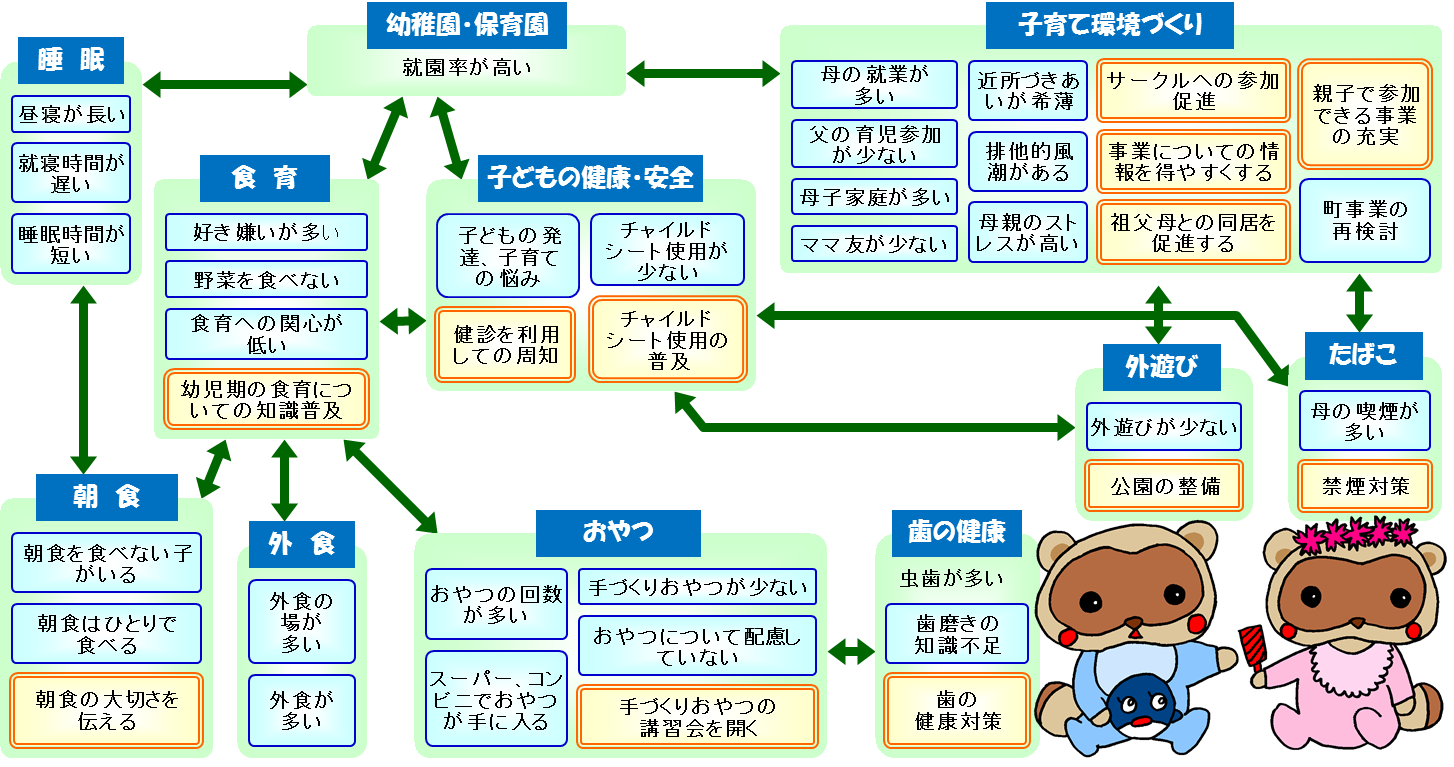 幼稚園・保育園
就園率が高い
子育て環境づくり
母の就業が
多い
父の育児参加
が少ない
母子家庭が多い
ママ友が少ない
近所づきあ
いが希薄
排他的風
潮がある
母親のスト
レスが高い
サークルへの参加
促進
事業についての情
報を得やすくする
祖父母との同居を
促進する
親子で参加
できる事業
の充実
町事業の
再検討
睡 眠
昼寝が長い
就寝時間が
遅い
睡眠時間が
短い
食 育
好き嫌いが多い
野菜を食べない
食育への関心が
低い
幼児期の食育につ
いての知識普及
子どもの健康・安全
子どもの発
達、子育て
の悩み
健診を利用
しての周知
チャイルド
シート使用が
少ない
チャイルド
シート使用の
普及
外遊び
外遊びが少ない
公園の整備
たばこ
母の喫煙が
多い
禁煙対策
朝 食
朝食を食べない子
がいる
朝食はひとりで
食べる
朝食の大切さを
伝える
外 食
外食の
場が
多い
外食が
多い
おやつ
おやつの回数
が多い
スーパー、コン
ビニでおやつ
が手に入る
手づくりおやつが少ない
おやつについて配慮し
ていない
手づくりおやつの
講習会を開く
歯の健康
虫歯が多い
歯磨きの
知識不足
歯の
健康対策